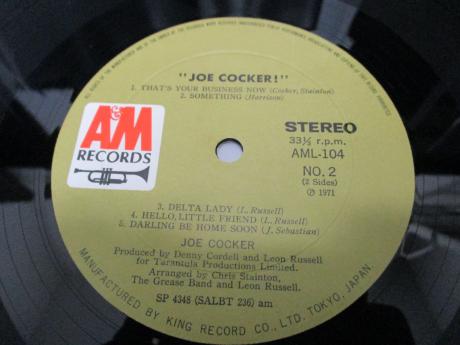 "JOE COCKER!"
1. THAT'S YOUR BUSINESS NOW (Cocker, Stainton)
2. SOMETHING (Harrison)
A&M
RECORDS
STEREO
33⅓ r.p.m.
AML-104
NO. 2
(2 Sides)
Ⓟ 1971
3. DELTA LADY (L. Russell)
4. HELLO, LITTLE FRIEND (L. Russell)
5. DARLING BE HOME SOON (J. Sebastian)
JOE COCKER
Produced by Denny Cordell and Leon Russell
for Tarantula Productions Limited.
Arranged by Chris Stainton,
The Grease Band and Leon Russell.
SP 4348 (SALBT 236) am
MANUFACTURED BY KING RECORD CO., LTD. TOKYO, JAPAN